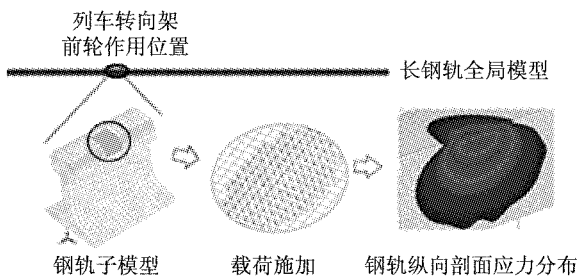 列车转向架
前轮作用位置
长钢轨全局模型
钢轨子模型
载荷施加
钢轨纵向剖面应力分布